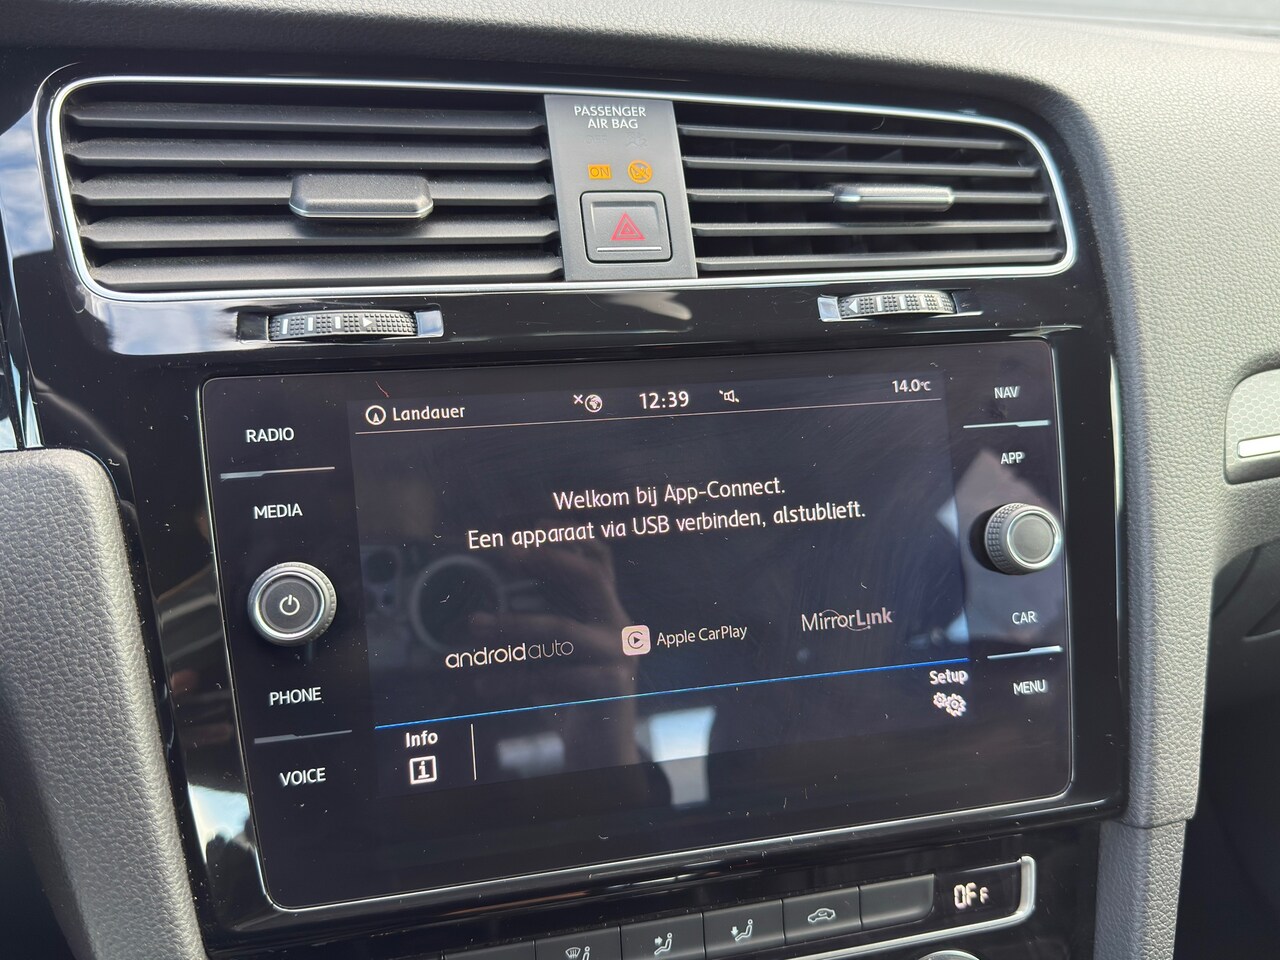 PASSENGER
AIR BAG
ON
Landauer
12:39
14.0°C
RADIO
MEDIA
PHONE
VOICE
NAV
APP
CAR
MENU
Welkom bij App-Connect.
Een apparaat via USB verbinden, alstublieft.
androidauto
Apple CarPlay
MirrorLink
Setup
Info
i
OFF